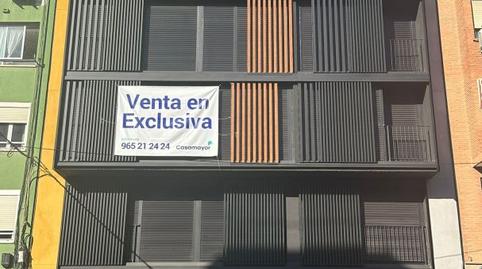 Venta en
Exclusiva
965 21 24 24
Casamayor